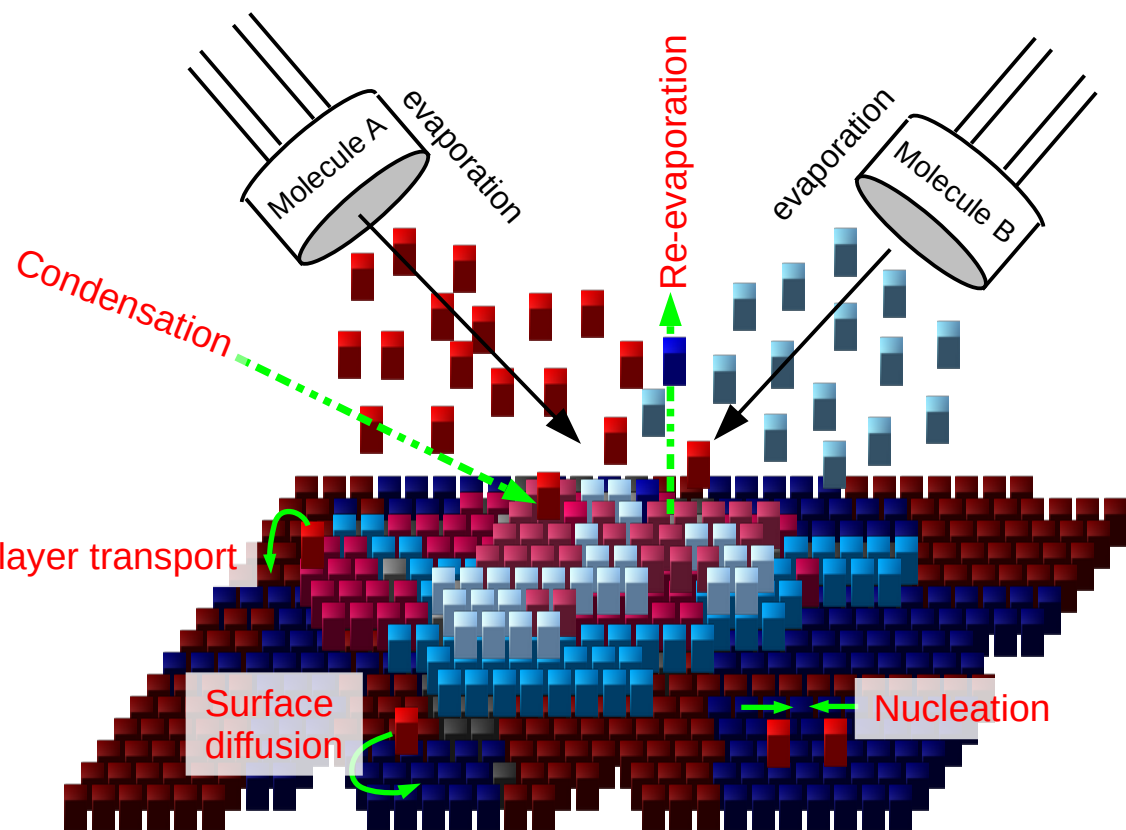 Molecule A
evaporation
Re-evaporation
evaporation
Molecule B
Condensation
layer transport
Surface
diffusion
Nucleation